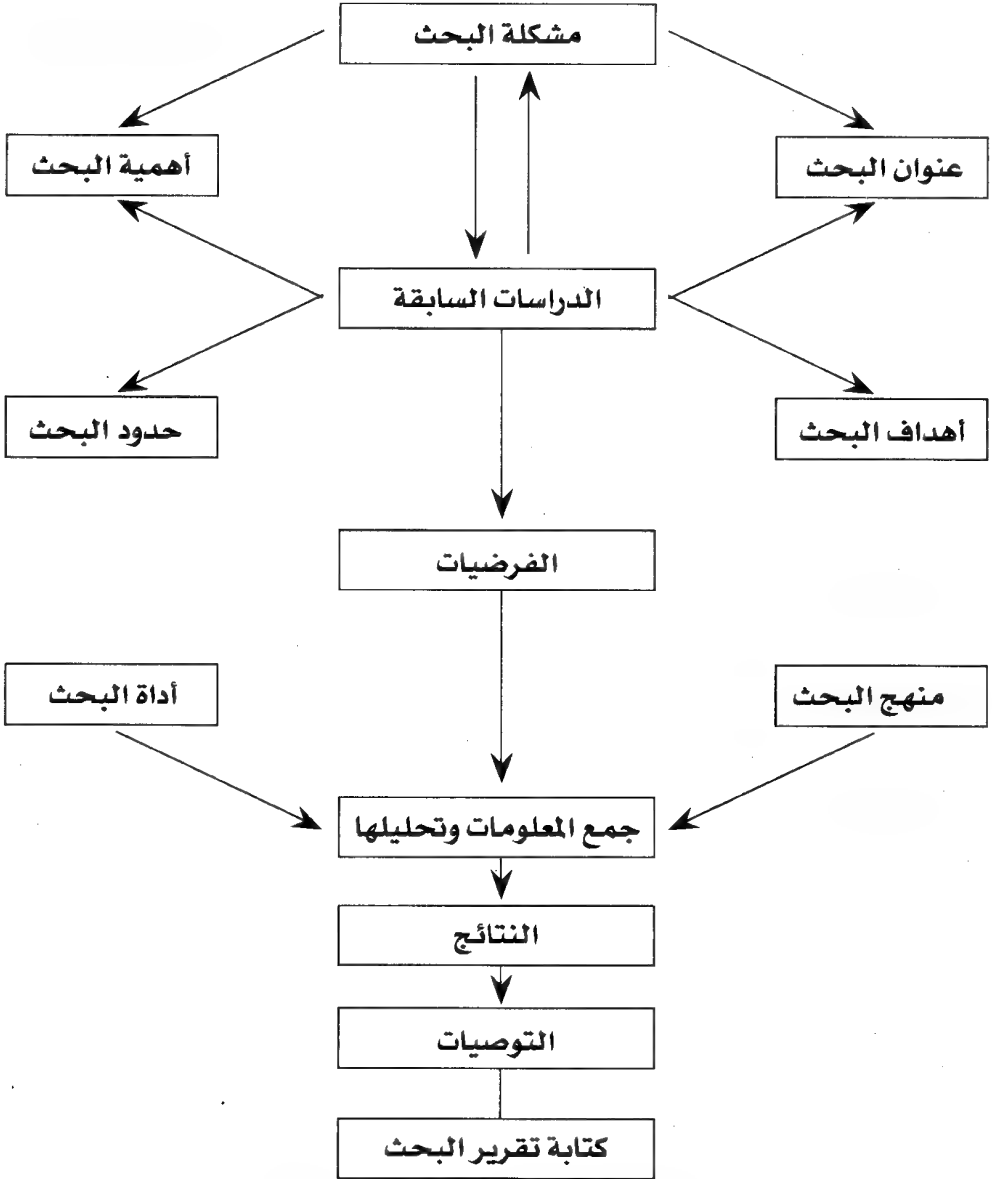 مشكلة البحث
عنوان البحث
أهمية البحث
الدراسات السابقة
أهداف البحث
حدود البحث
الفرضيات
منهج البحث
أداة البحث
جمع المعلومات وتحليلها
النتائج
التوصيات
كتابة تقرير البحث